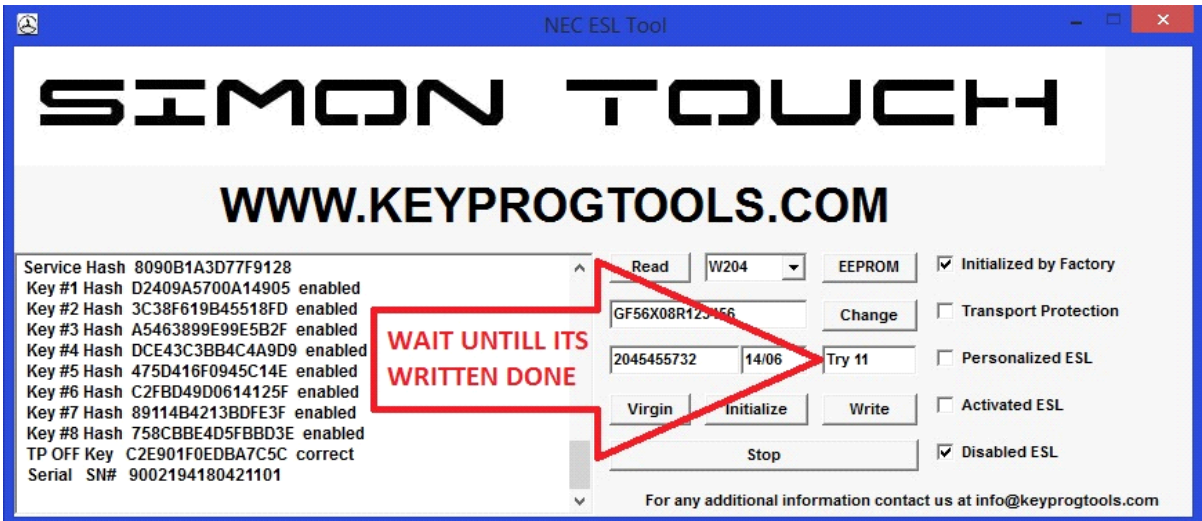 NEC ESL Tool
SIMON TOUCH
WWW.KEYPROGTOOLS.COM
Service Hash 8090B1A3D77F9128
Key #1 Hash D2409A5700A14905 enabled
Key #2 Hash 3C38F619B45518FD enabled
Key #3 Hash A5463899E99E5B2F enabled
Key #4 Hash DCE43C3BB4C4A9D9 enabled
Key #5 Hash 475D416F0945C14E enabled
Key #6 Hash C2FBD49D0614125F enabled
Key #7 Hash 89114B4213BDFE3F enabled
Key #8 Hash 758CBBE4D5FBBD3E enabled
TP OFF Key C2E901F0EDBA7C5C correct
Serial SN# 9002194180421101
WAIT UNTILL ITS
WRITTEN DONE
Read W204 EEPROM
GF56X08R123456 Change
2045455732 14/06 Try 11
Virgin Initialize Write
Stop
Initialized by Factory
Transport Protection
Personalized ESL
Activated ESL
Disabled ESL
For any additional information contact us at info@keyprogtools.com